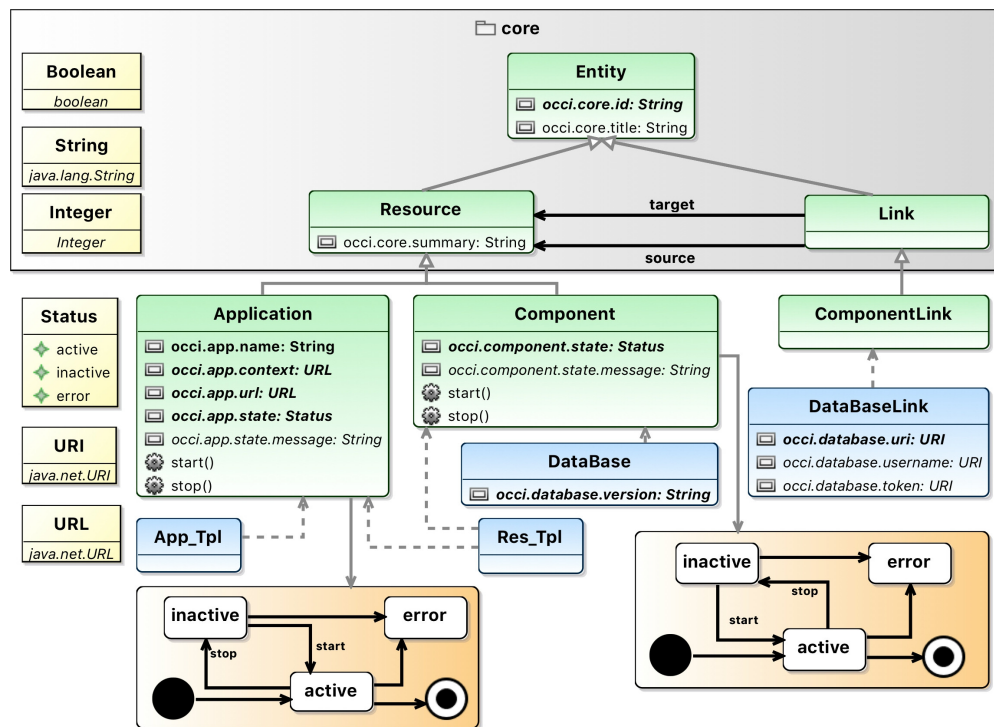 core
Boolean
boolean
String
java.lang.String
Integer
Integer
Entity
occi.core.id: String
occi.core.title: String
Resource
occi.core.summary: String
target
source
Link
Status
active
inactive
error
URI
java.net.URI
URL
java.net.URL
Application
occi.app.name: String
occi.app.context: URL
occi.app.url: URL
occi.app.state: Status
occi.app.state.message: String
start()
stop()
Component
occi.component.state: Status
occi.component.state.message: String
start()
stop()
ComponentLink
DataBase
occi.database.version: String
DataBaseLink
occi.database.uri: URI
occi.database.username: URI
occi.database.token: URI
App_Tpl
Res_Tpl
inactive
error
stop
start
active
inactive
error
stop
start
active